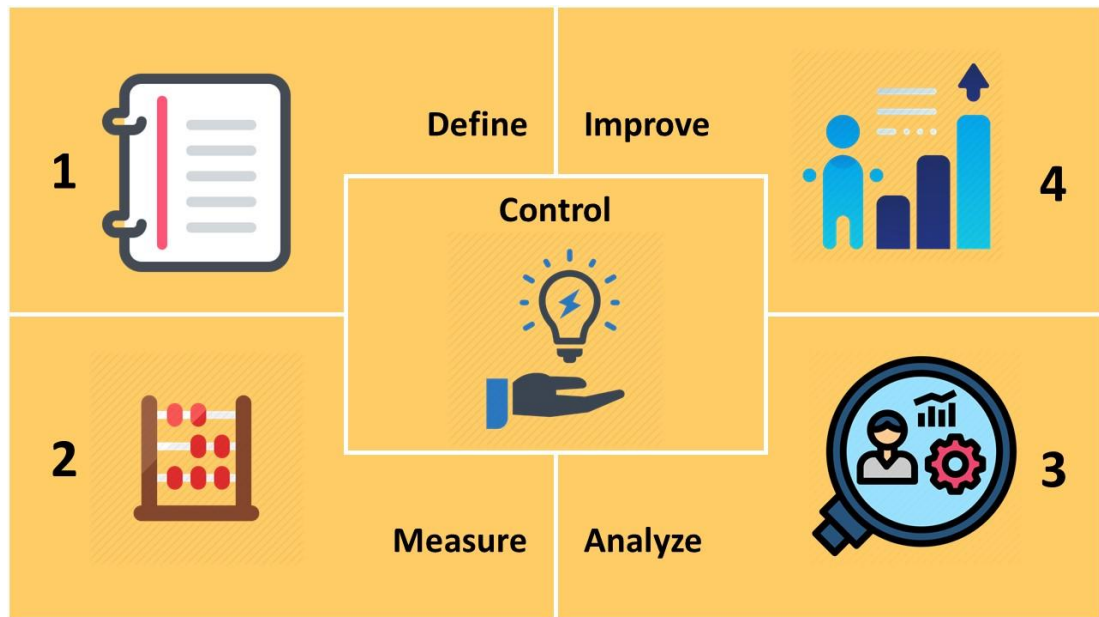 1
Define
Improve
4
Control
2
Measure
Analyze
3